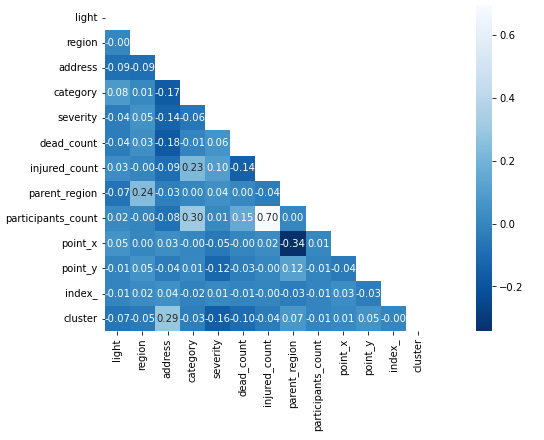 light
region -0.00
address -0.09 -0.09
category 0.08 0.01 -0.17
severity -0.04 0.05 -0.14 -0.06
dead_count -0.04 0.03 -0.18 -0.01 0.06
injured_count 0.03 -0.00 -0.09 0.23 0.10 -0.14
parent_region -0.07 0.24 -0.03 0.00 0.04 0.00 -0.04
participants_count 0.02 -0.00 -0.08 0.30 0.01 0.15 0.70 0.00
point_x 0.05 0.00 0.03 -0.00 -0.05 -0.00 0.02 -0.34 0.01
point_y -0.01 0.05 -0.04 0.01 -0.12 -0.03 -0.00 0.12 -0.01 -0.04
index_ -0.01 0.02 0.04 -0.02 0.01 -0.01 -0.00 -0.03 -0.01 0.03 -0.03
cluster -0.07 -0.05 0.29 -0.03 -0.16 -0.10 -0.04 0.07 -0.01 0.01 0.05 -0.00
light
region
address
category
severity
dead_count
injured_count
parent_region
participants_count
point_x
point_y
index_
cluster
0.6
0.4
0.2
0.0
−0.2